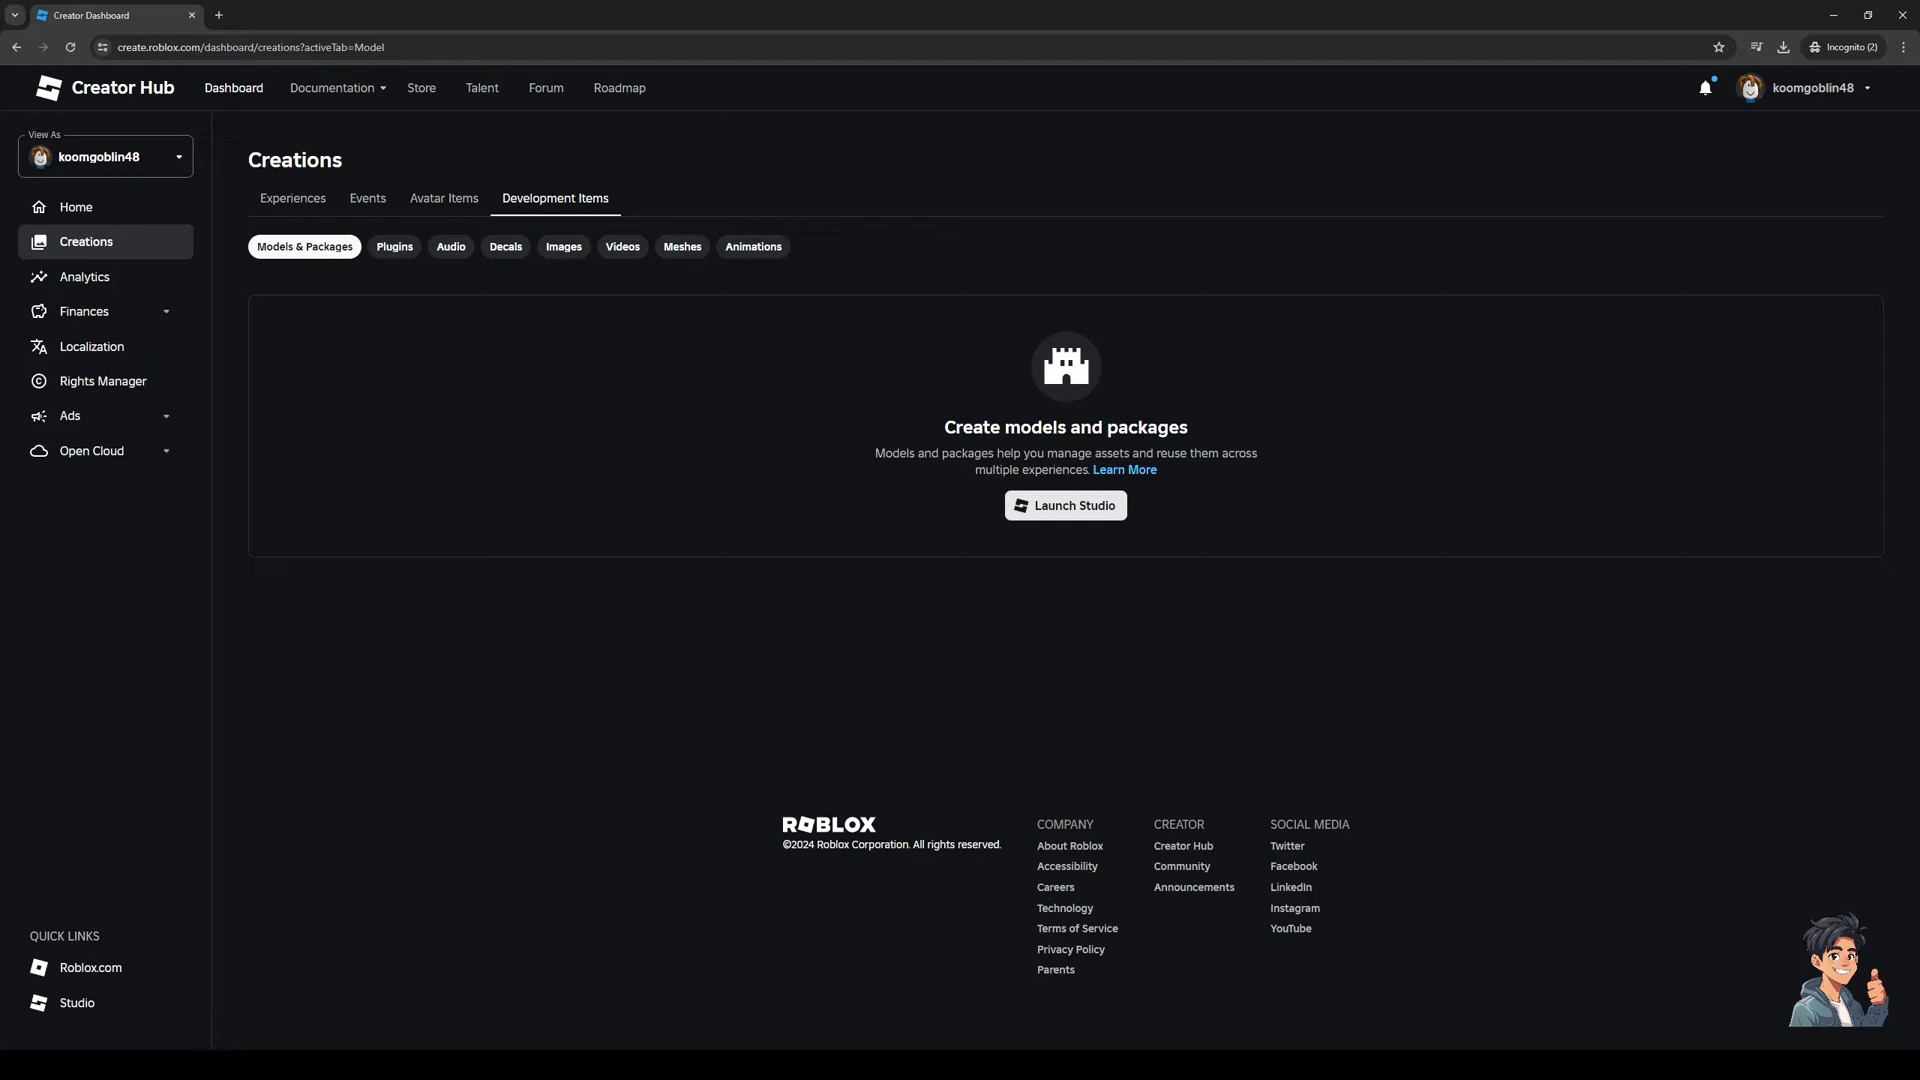 Creator Dashboard
create.roblox.com/dashboard/creations?activeTab=Model
Incognito (2)
Creator Hub
Dashboard
Documentation
Store
Talent
Forum
Roadmap
koomgoblin48
View As
koomgoblin48
Home
Creations
Analytics
Finances
Localization
Rights Manager
Ads
Open Cloud
QUICK LINKS
Roblox.com
Studio
Creations
Experiences
Events
Avatar Items
Development Items
Models & Packages
Plugins
Audio
Decals
Images
Videos
Meshes
Animations
Create models and packages
Models and packages help you manage assets and reuse them across
multiple experiences. Learn More
Launch Studio
ROBLOX
©2024 Roblox Corporation. All rights reserved.
COMPANY
About Roblox
Accessibility
Careers
Technology
Terms of Service
Privacy Policy
Parents
CREATOR
Creator Hub
Community
Announcements
SOCIAL MEDIA
Twitter
Facebook
LinkedIn
Instagram
YouTube